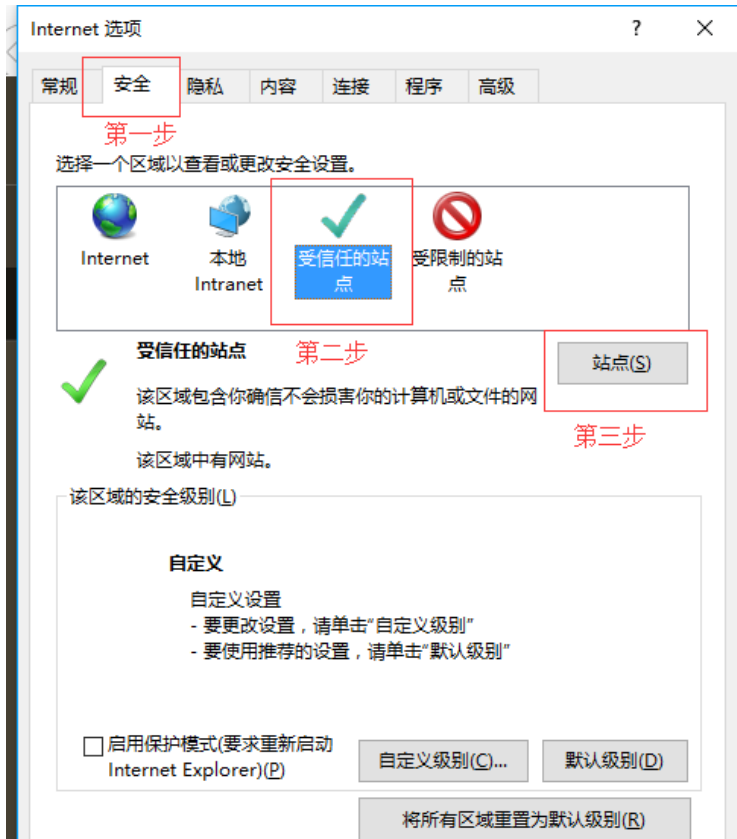 Internet 选项
?
常规 安全 隐私 内容 连接 程序 高级
第一步
选择一个区域以查看或更改安全设置。
Internet
本地
Intranet
受信任的站
点
受限制的站
点
受信任的站点
第二步
站点(S)
该区域包含你确信不会损害你的计算机或文件的网
站。
第三步
该区域中有网站。
该区域的安全级别(L)
自定义
自定义设置
- 要更改设置，请单击“自定义级别”
- 要使用推荐的设置，请单击“默认级别”
启用保护模式(要求重新启动
Internet Explorer)(P)
自定义级别(C)...
默认级别(D)
将所有区域重置为默认级别(R)